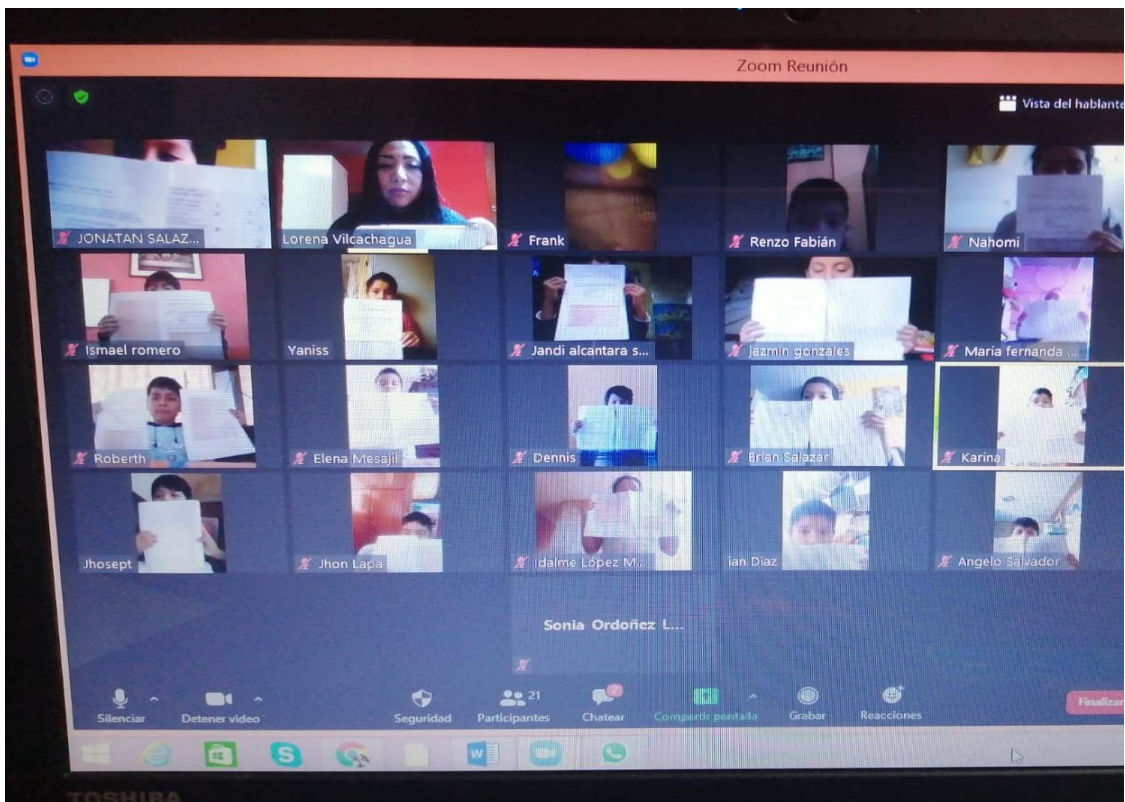 Zoom Reunión
Vista del hablante
JONATAN SALAZ...
Lorena Vilcachagua
Frank
Renzo Fabián
Nahomi
Ismael romero
Yaniss
Jandi alcantara s...
jazmin gonzales
Maria fernanda ...
Roberth
Elena Mesajil
Dennis
Brian Salazar
Karina
Jhosept
Jhon Lapa
Idalme López M...
ian Diaz
Angelo Salvador
Sonia Ordoñez L...
21
2
Silenciar
Detener video
Seguridad
Participantes
Chatear
Compartir pantalla
Grabar
Reacciones
Finalizar
TOSHIBA